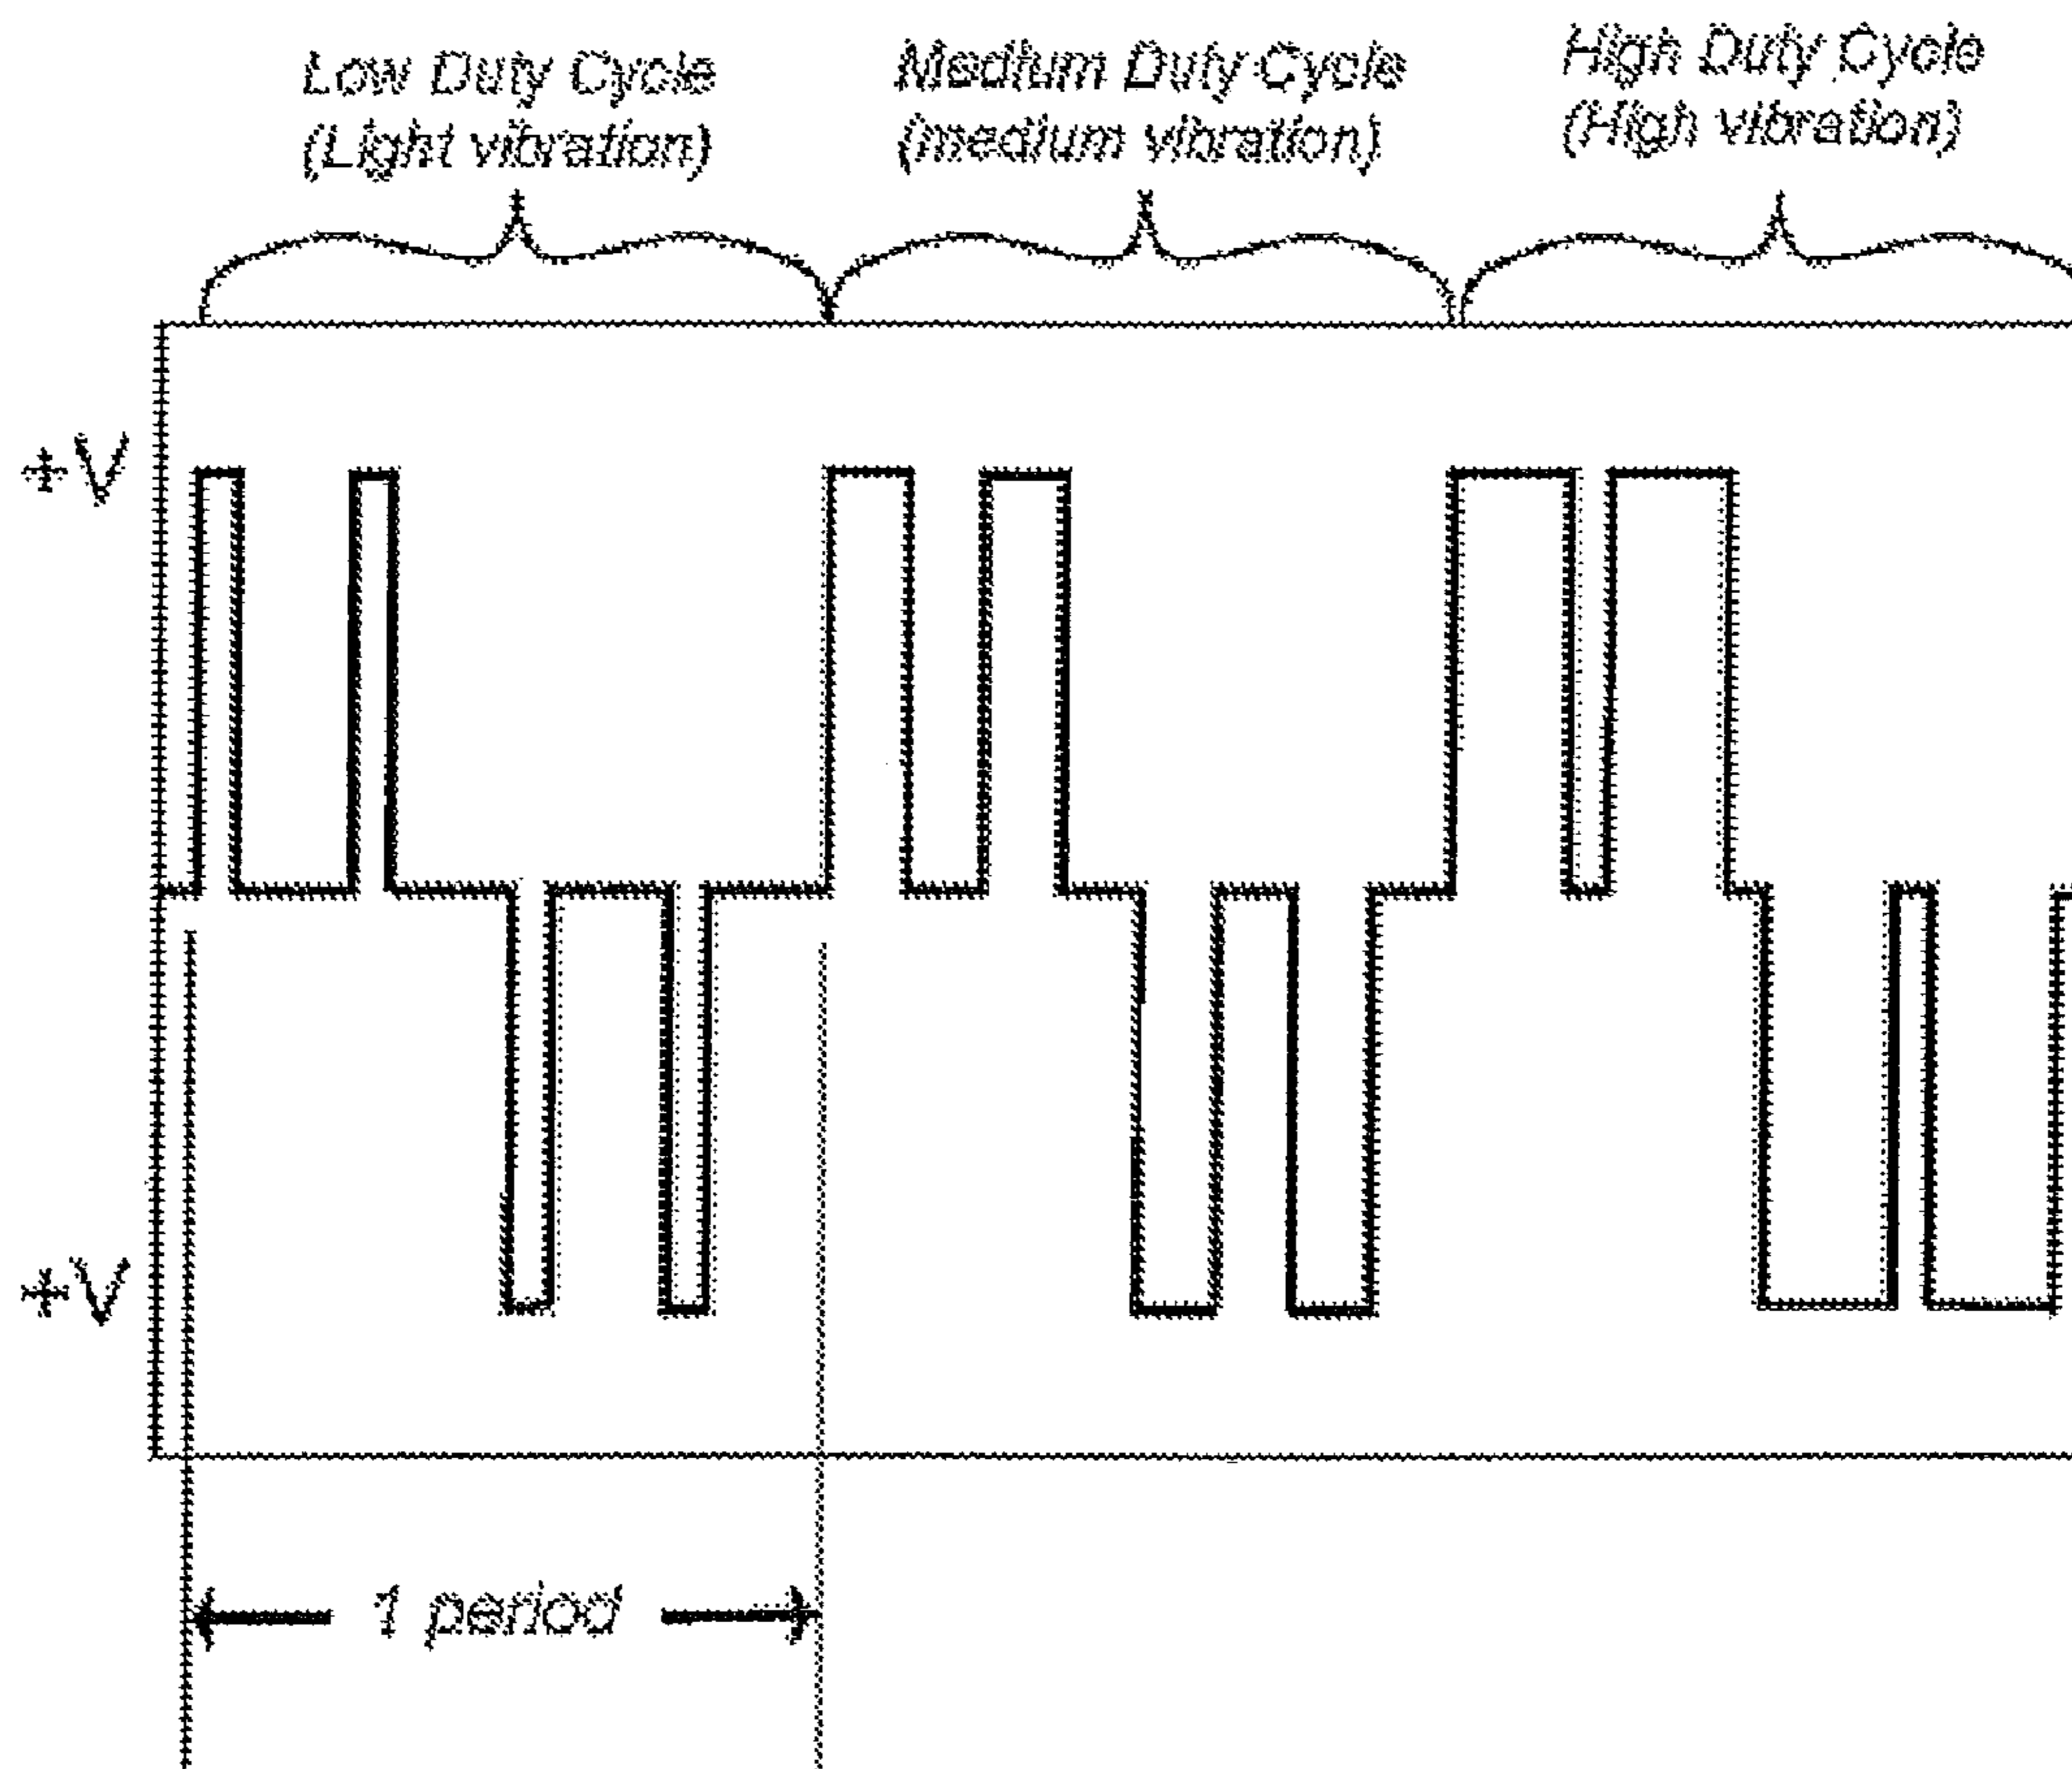 Low Duty Cycle
(Light vibration)
Medium Duty Cycle
(medium vibration)
High Duty Cycle
(High vibration)
+V
+V
1 period